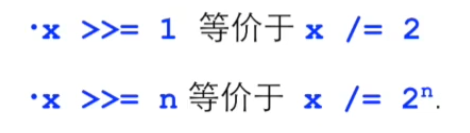 ·x >>= 1 等价于 x /= 2
·x >>= n 等价于 x /= 2ⁿ.